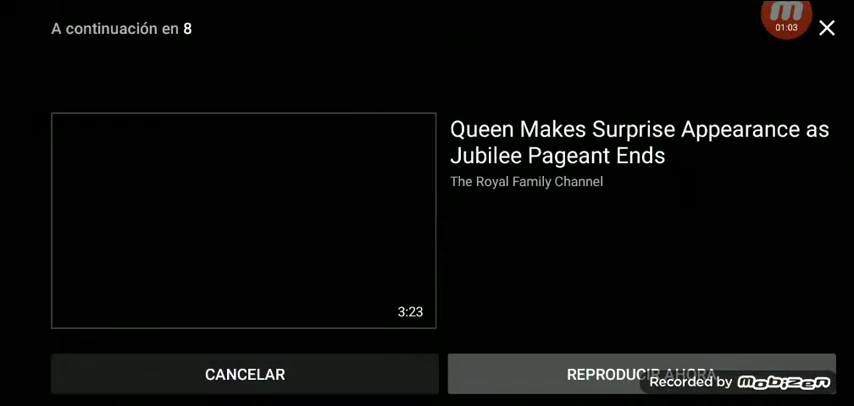 A continuación en 8
01:03
Queen Makes Surprise Appearance as
Jubilee Pageant Ends
The Royal Family Channel
3:23
CANCELAR
REPRODUCIR AHORA
Recorded by mobizen